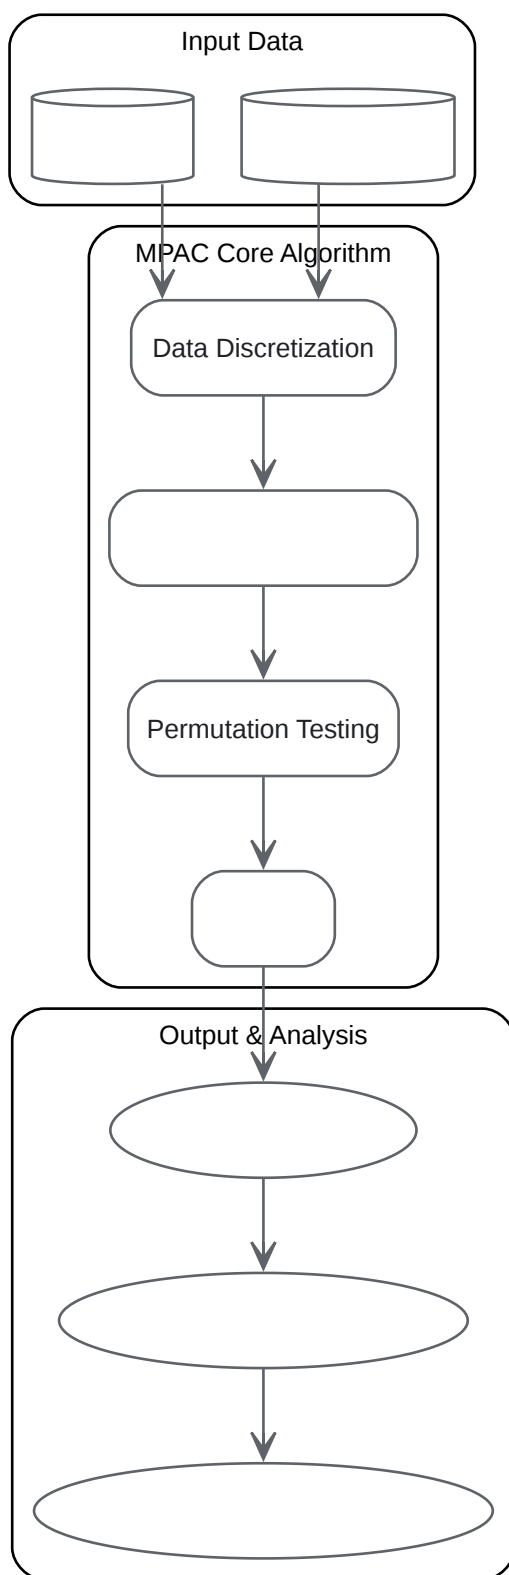 Input Data
MPAC Core Algorithm
Data Discretization
Permutation Testing
Output & Analysis